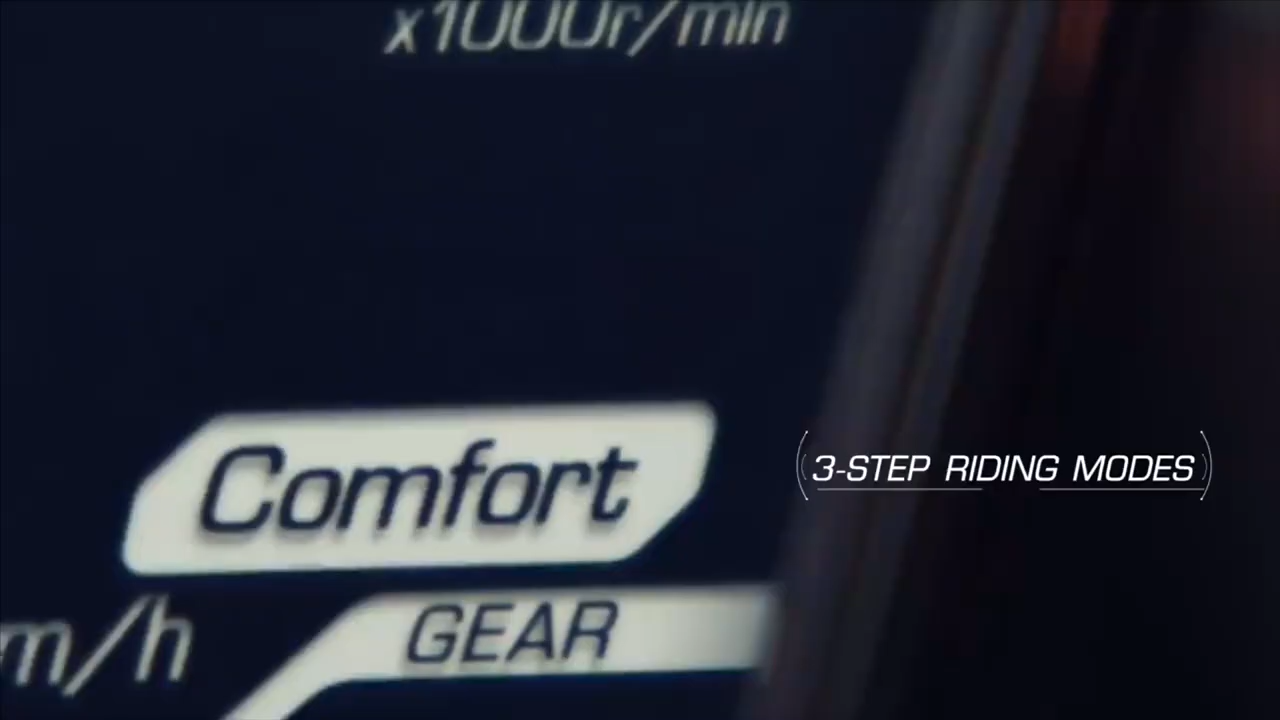 x1000r/min
Comfort
3-STEP RIDING MODES
m/h
GEAR